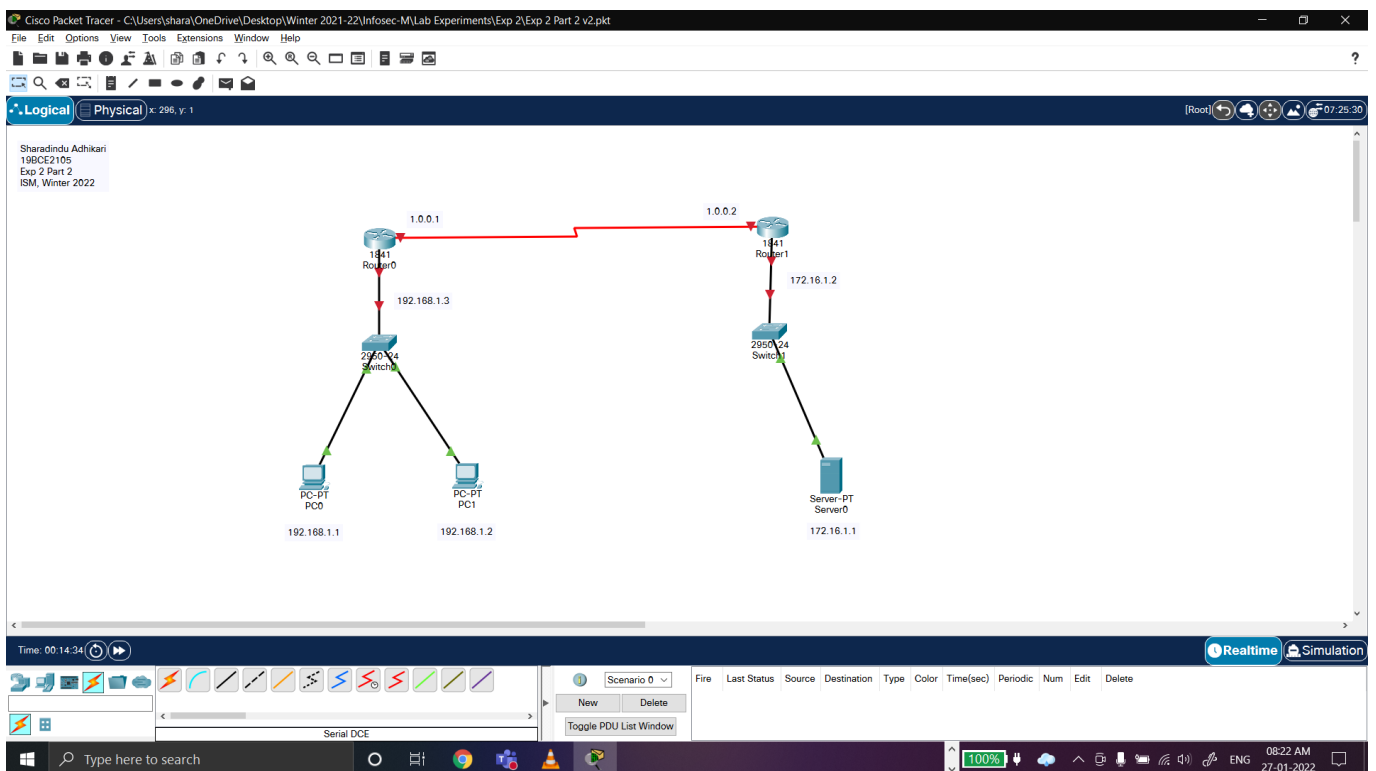 Cisco Packet Tracer - C:\Users\shara\OneDrive\Desktop\Winter 2021-22\Infosec-M\Lab Experiments\Exp 2\Exp 2 Part 2 v2.pkt
File Edit Options View Tools Extensions Window Help
?
Logical Physical x: 296, y: 1 [Root] 07:25:30
Sharadindu Adhikari
19BCE2105
Exp 2 Part 2
ISM, Winter 2022
1.0.0.1 1.0.0.2
1841 1841
Router0 Router1
192.168.1.3 172.16.1.2
2950-24 2950-24
Switch0 Switch1
PC-PT PC-PT Server-PT
PC0 PC1 Server0
192.168.1.1 192.168.1.2 172.16.1.1
Time: 00:14:34 Realtime Simulation
Scenario 0 Fire Last Status Source Destination Type Color Time(sec) Periodic Num Edit Delete
New Delete
Toggle PDU List Window
Serial DCE
Type here to search 100% ENG 08:22 AM
27-01-2022